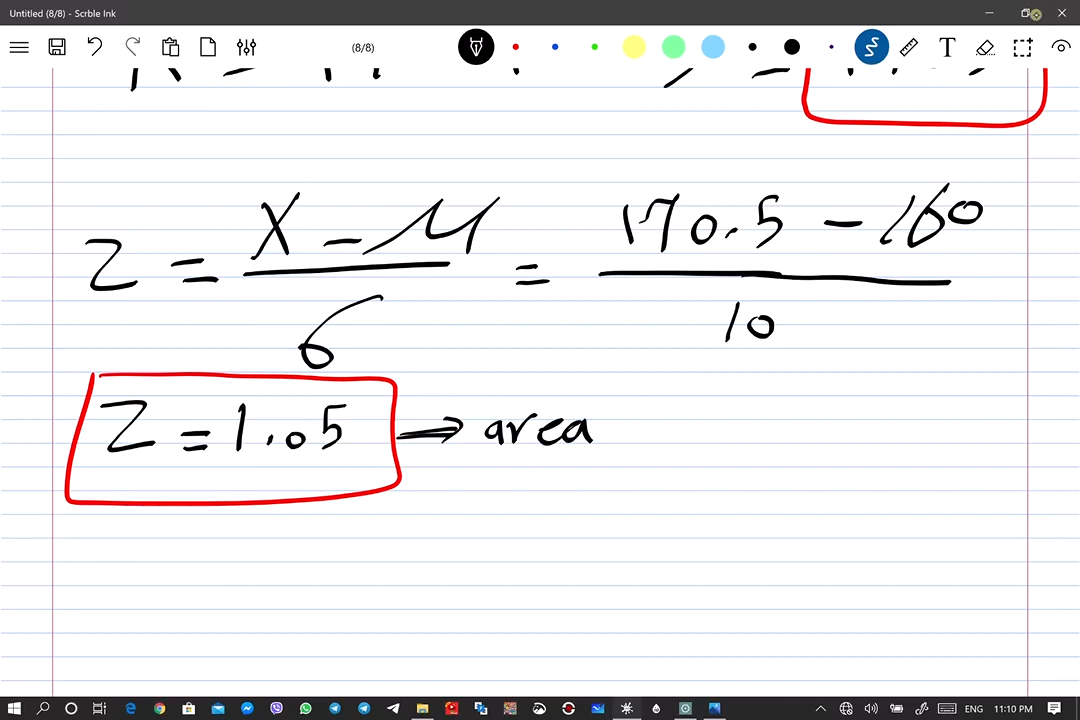 Untitled (8/8) - Scrble Ink
(8/8)
T
Z = X - μ / σ = 170.5 - 160 / 10
Z = 1.05 ⇒ area
ENG 11:10 PM